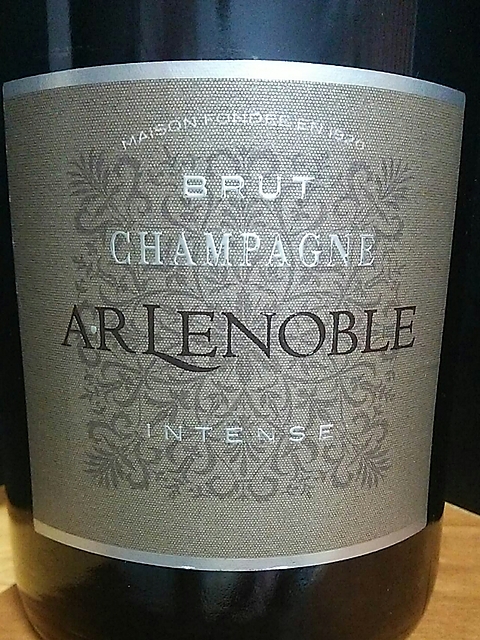 MAISON FONDÉE EN 1920
BRUT
CHAMPAGNE
A.R LENOBLE
INTENSE